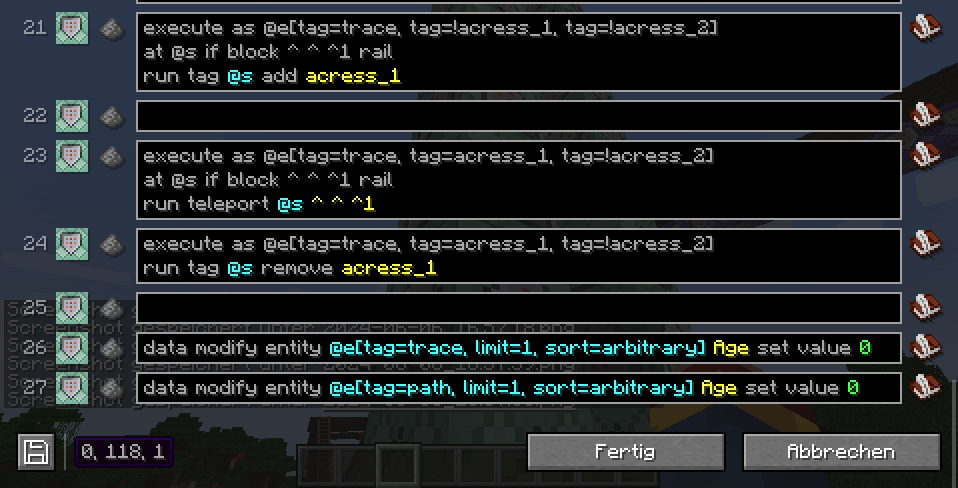 21
execute as @e[tag=trace, tag=!acress_1, tag=!acress_2]
at @s if block ^ ^ ^1 rail
run tag @s add acress_1
22
23
execute as @e[tag=trace, tag=acress_1, tag=!acress_2]
at @s if block ^ ^ ^1 rail
run teleport @s ^ ^ ^1
24
execute as @e[tag=trace, tag=acress_1, tag=!acress_2]
run tag @s remove acress_1
25
26
data modify entity @e[tag=trace, limit=1, sort=arbitrary] Age set value 0
27
data modify entity @e[tag=path, limit=1, sort=arbitrary] Age set value 0
0, 118, 1
Fertig
Abbrechen